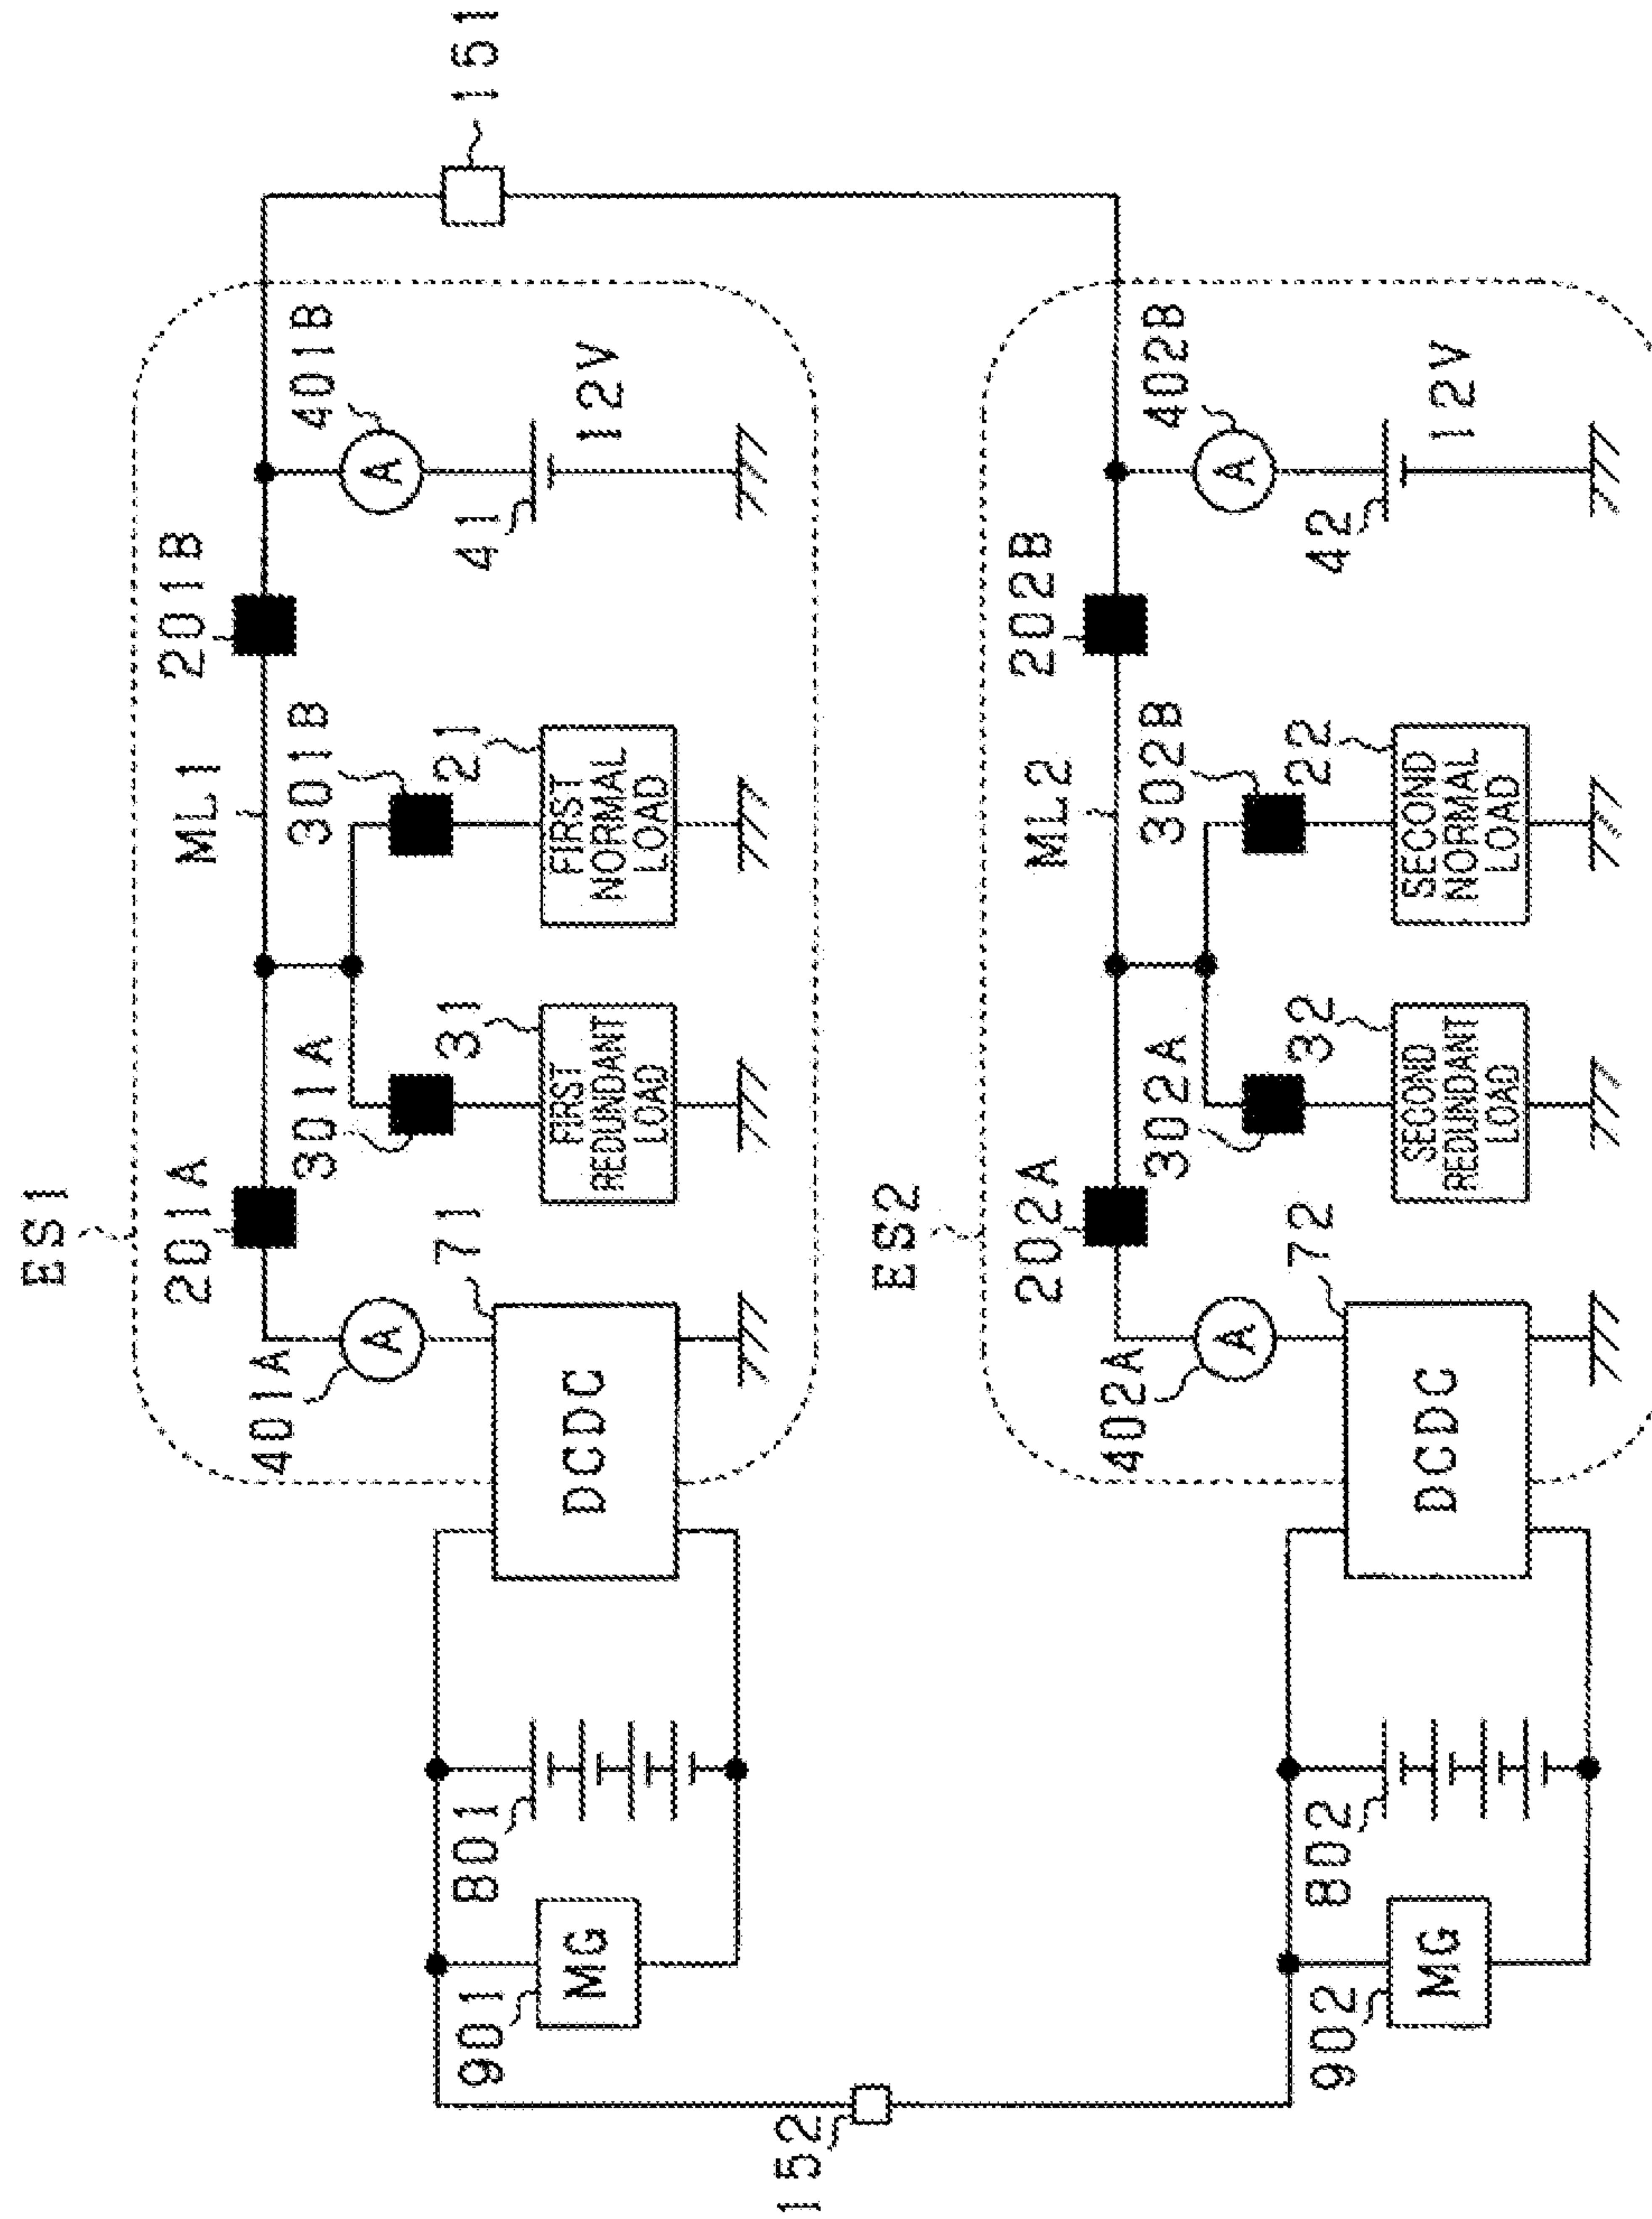 ES1
201A
ML1
201B
401A
301A
301B
401B
151
71
31
21
41
12V
DCDC
FIRST
REDUNDANT
LOAD
FIRST
NORMAL
LOAD
801
901
MG
152
ES2
202A
ML2
202B
402A
302A
302B
402B
72
32
22
42
12V
DCDC
SECOND
REDUNDANT
LOAD
SECOND
NORMAL
LOAD
802
902
MG
A
A
A
A